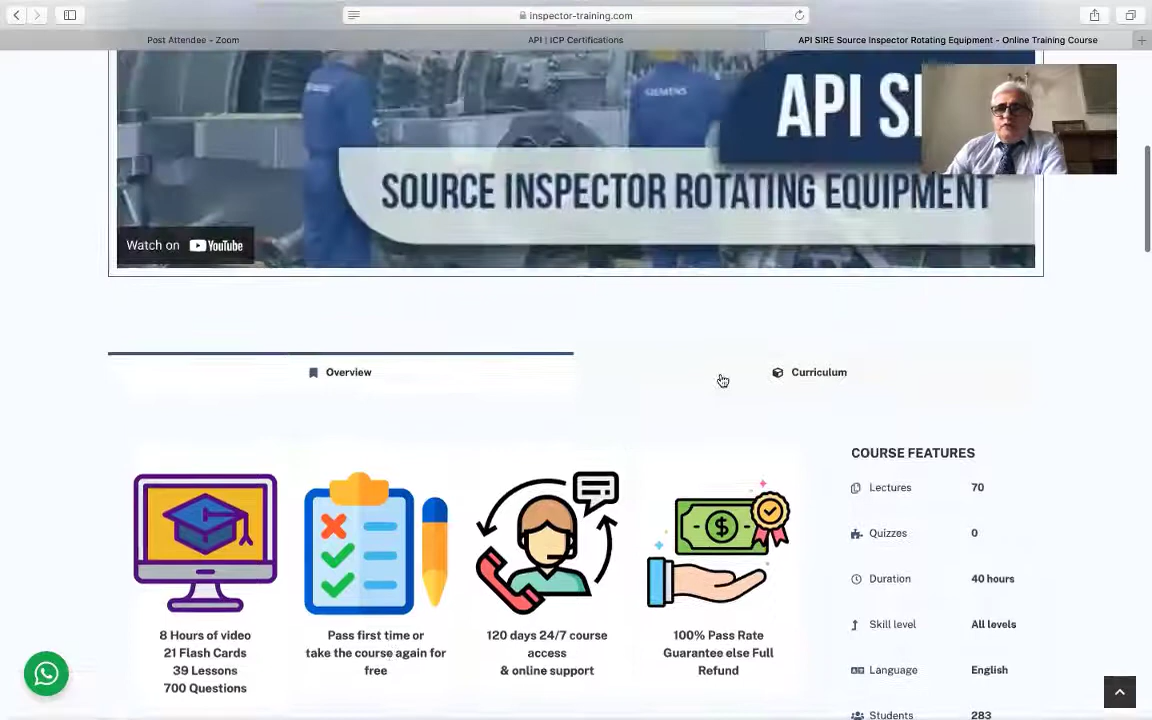 inspector-training.com
Post Attendee - Zoom
API | ICP Certifications
API SIRE Source Inspector Rotating Equipment - Online Training Course
SIEMENS
SIEMENS
API SI
SOURCE INSPECTOR ROTATING EQUIPMENT
Watch on YouTube
Overview
Curriculum
8 Hours of video
21 Flash Cards
39 Lessons
700 Questions
Pass first time or
take the course again for
free
120 days 24/7 course
access
& online support
100% Pass Rate
Guarantee else Full
Refund
COURSE FEATURES
Lectures 70
Quizzes 0
Duration 40 hours
Skill level All levels
Language English
Students 283